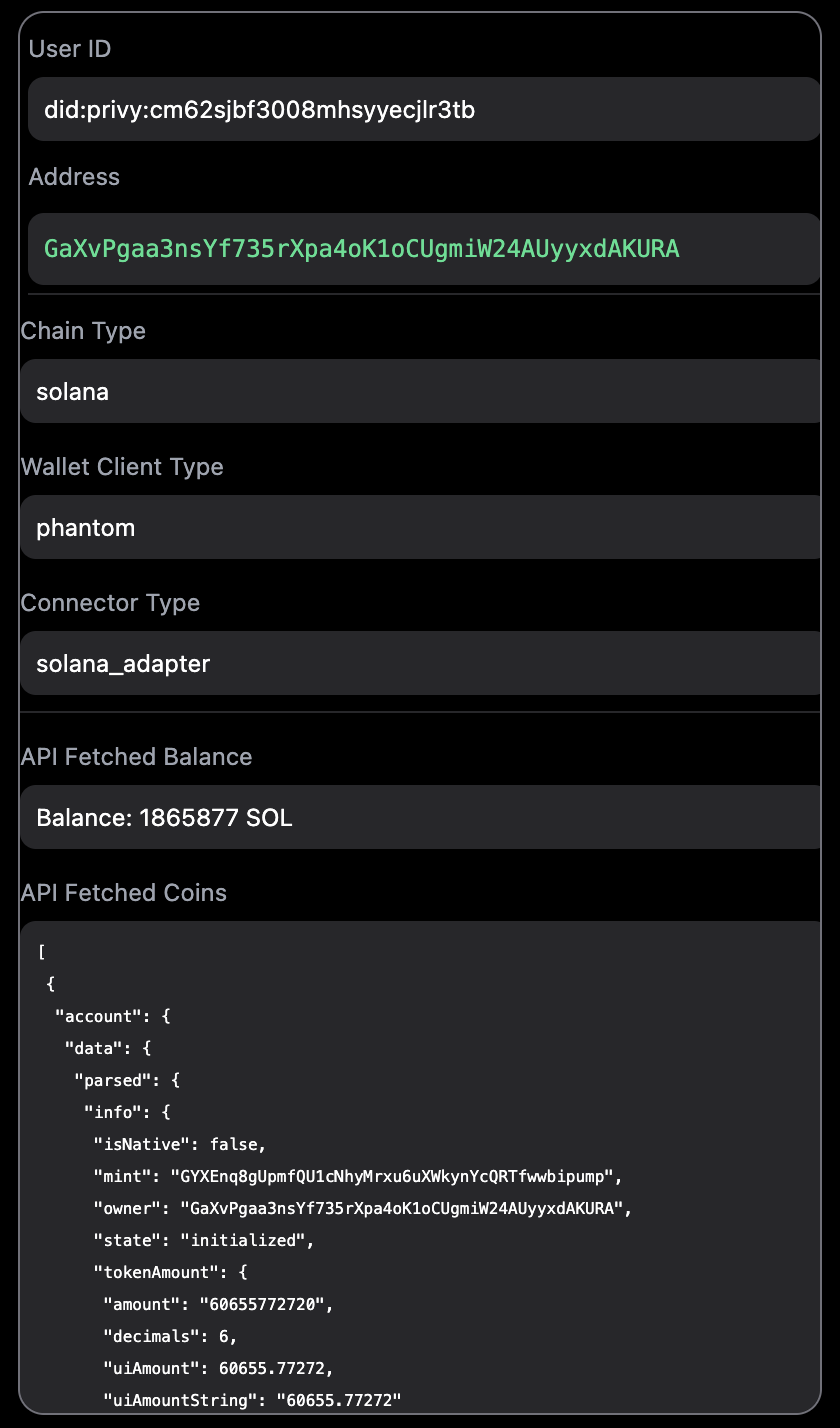 User ID
did:privy:cm62sjbf3008mhsyyecjlr3tb
Address
GaXvPgaa3nsYf735rXpa4oK1oCUgmiW24AUyyxdAKURA
Chain Type
solana
Wallet Client Type
phantom
Connector Type
solana_adapter
API Fetched Balance
Balance: 1865877 SOL
API Fetched Coins
[
{
"account": {
"data": {
"parsed": {
"info": {
"isNative": false,
"mint": "GYXEnq8gUpmfQU1cNhyMrxu6uXWkynYcQRTfwwbipump",
"owner": "GaXvPgaa3nsYf735rXpa4oK1oCUgmiW24AUyyxdAKURA",
"state": "initialized",
"tokenAmount": {
"amount": "60655772720",
"decimals": 6,
"uiAmount": 60655.77272,
"uiAmountString": "60655.77272"